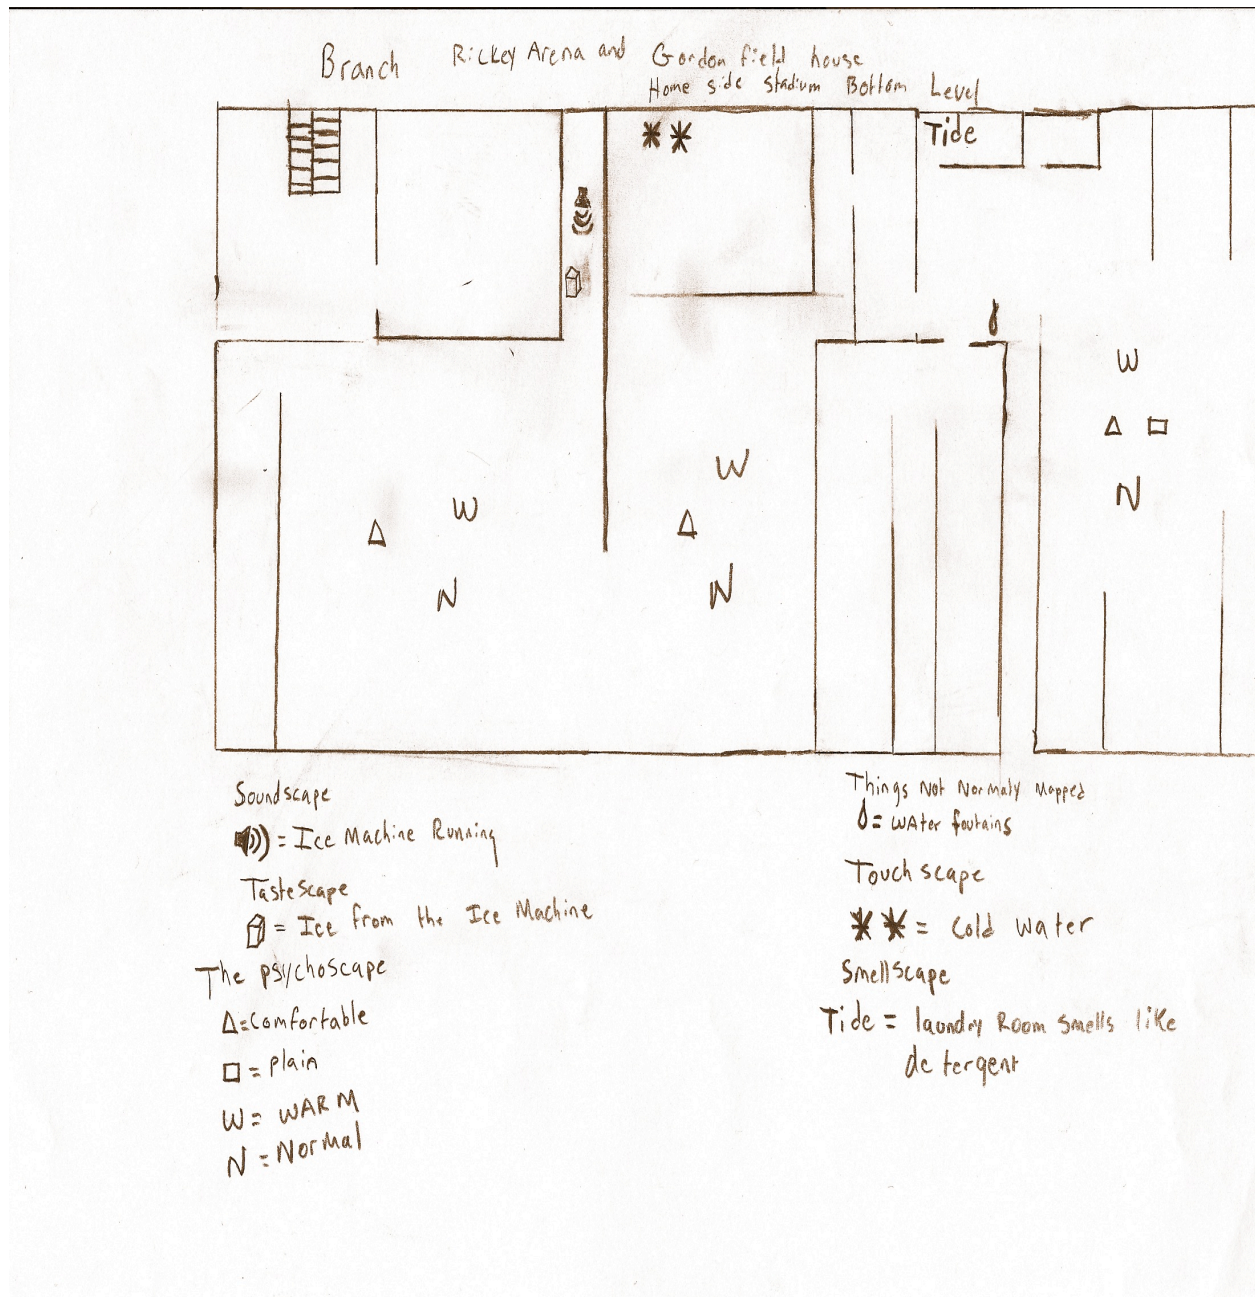 Branch Rickey Arena and Gordon field house
Home side stadium Bottom Level
Tide
W
W
N
W
N
N
Soundscape
= Ice Machine Running
Tastescape
= Ice from the Ice Machine
The psychoscape
Δ=Comfortable
□=plain
W= WARM
N=Normal
Things Not Normaly Mapped
= WAter foutains
Touch scape
= Cold water
Smellscape
Tide = laundry Room smells like
detergent